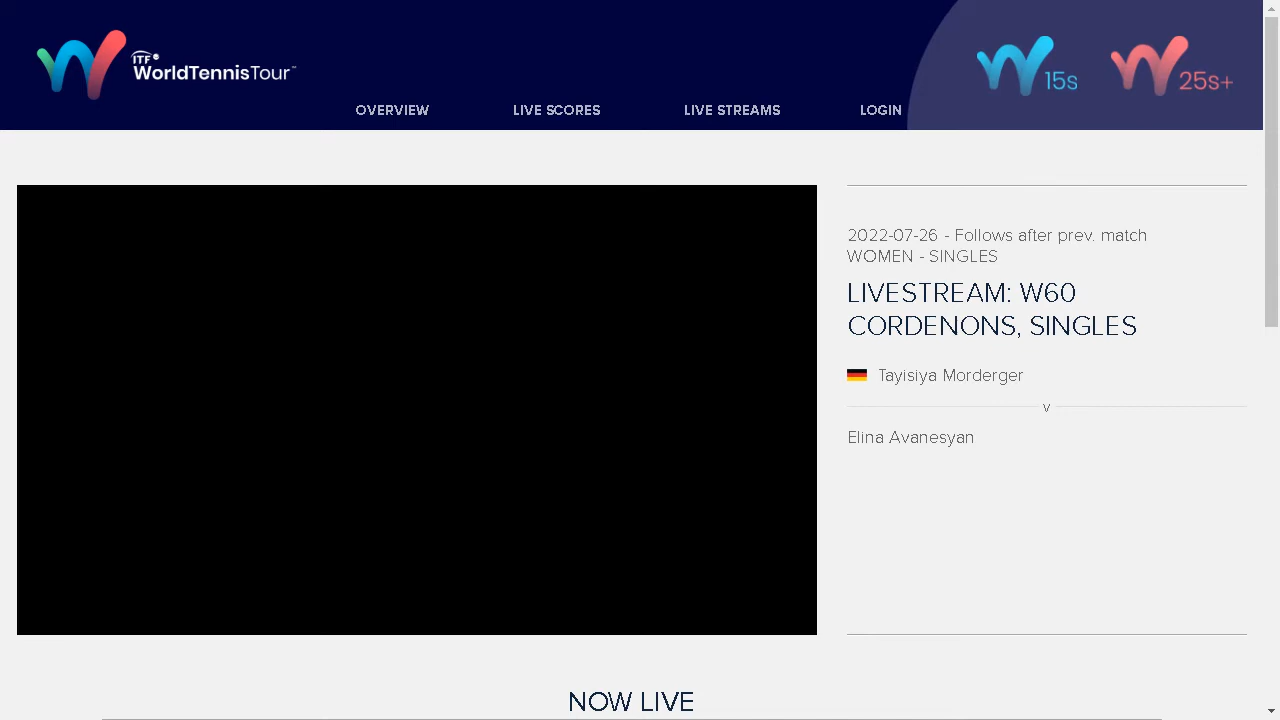 ITF
WorldTennisTour
OVERVIEW
LIVE SCORES
LIVE STREAMS
LOGIN
15s
25s+
2022-07-26 - Follows after prev. match
WOMEN - SINGLES
LIVESTREAM: W60
CORDENONS, SINGLES
Tayisiya Morderger
v
Elina Avanesyan
NOW LIVE